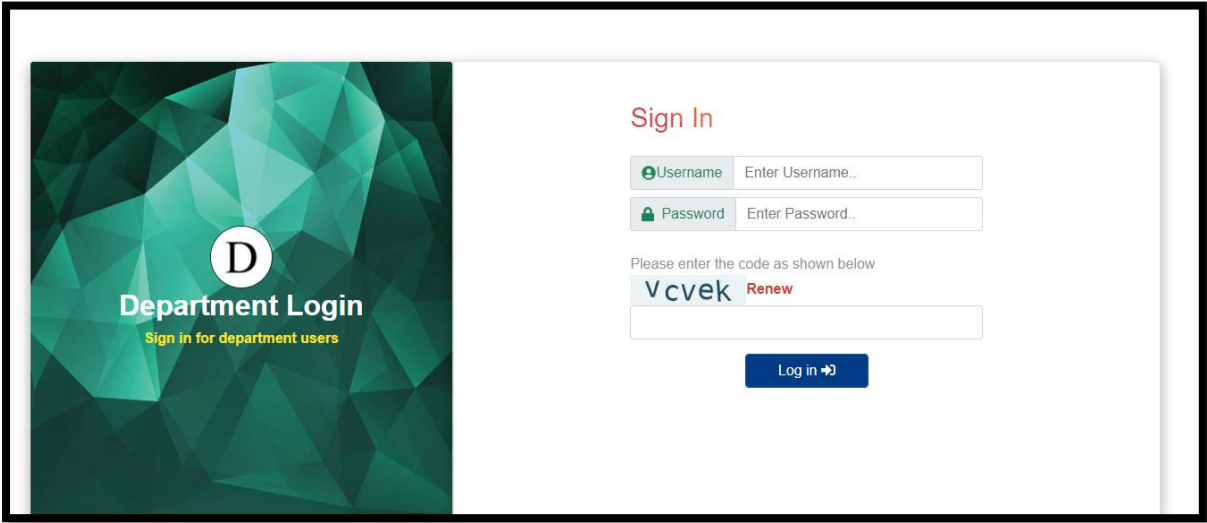 D
Department Login
Sign in for department users
Sign In
Username Enter Username..
Password Enter Password..
Please enter the code as shown below
vcvek Renew
Log in